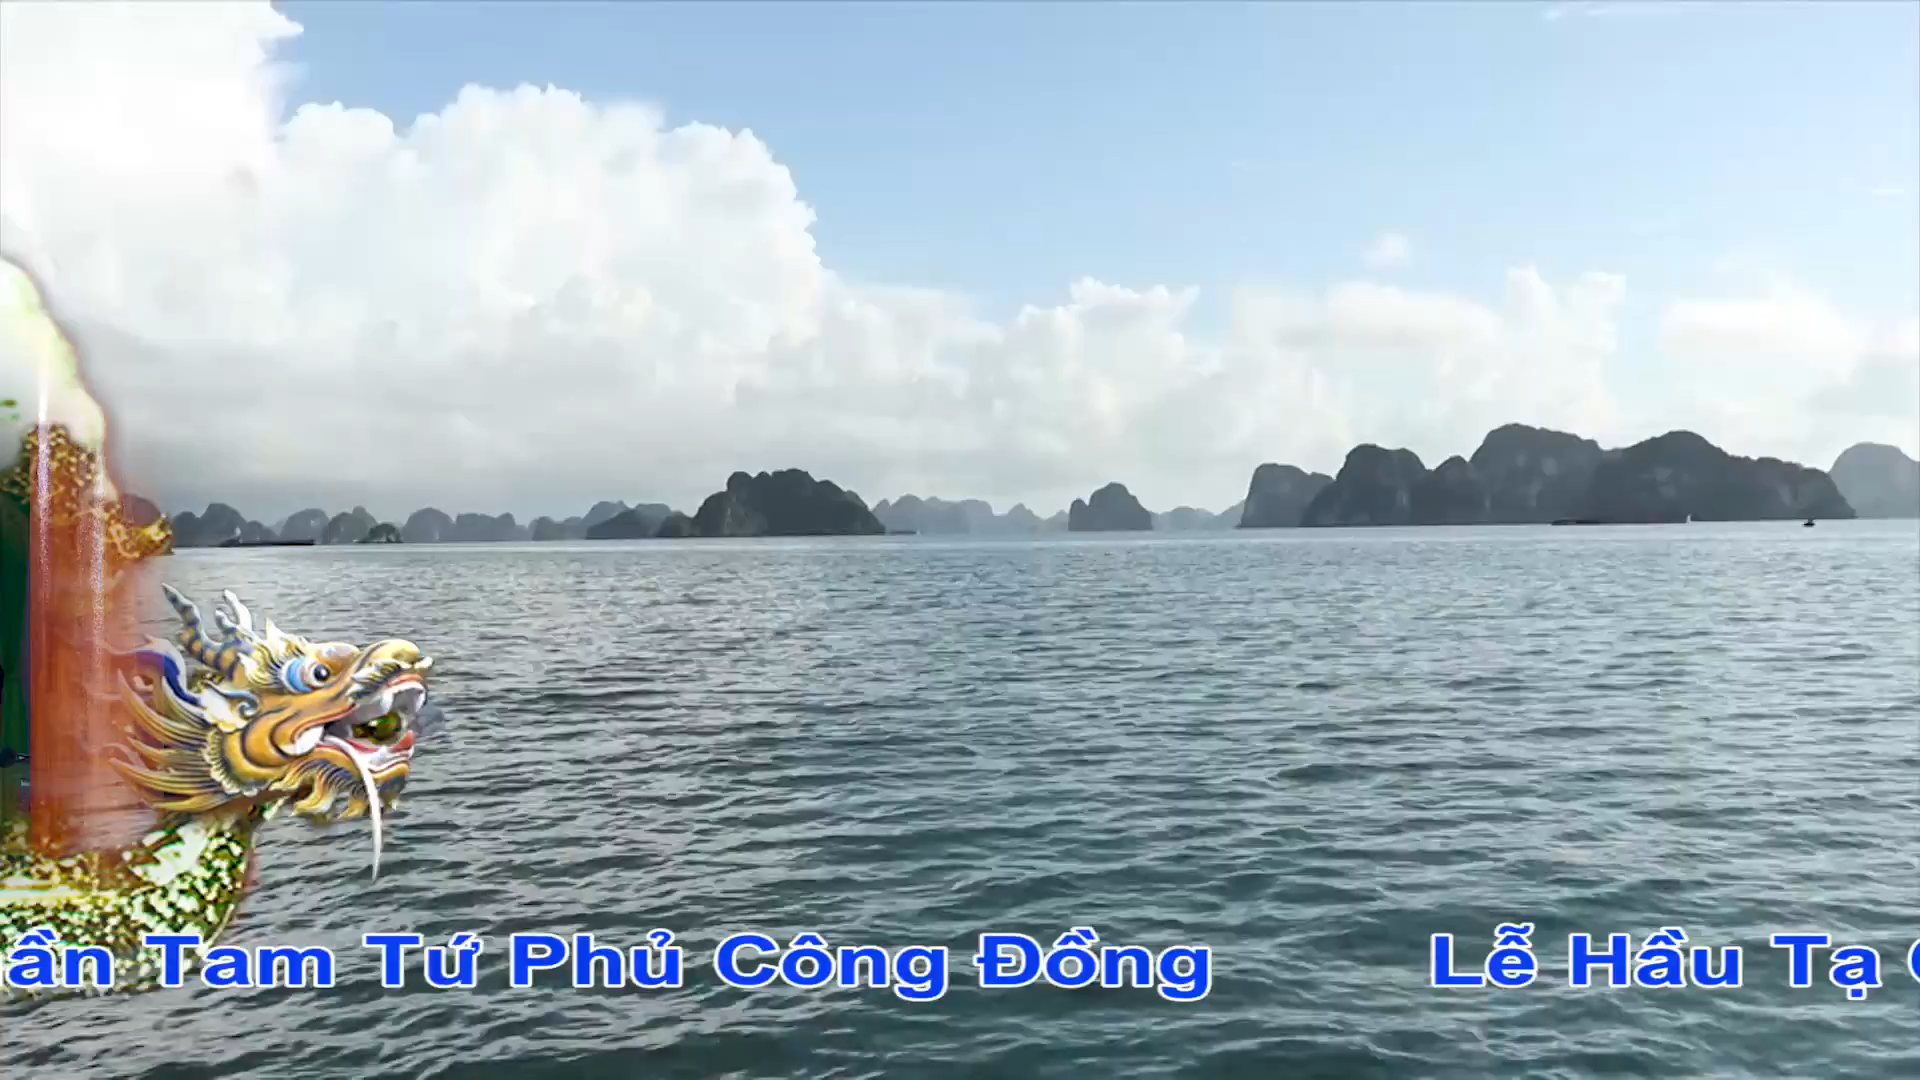 Tam Tứ Phủ Công Đồng Lễ Hầu Tạ